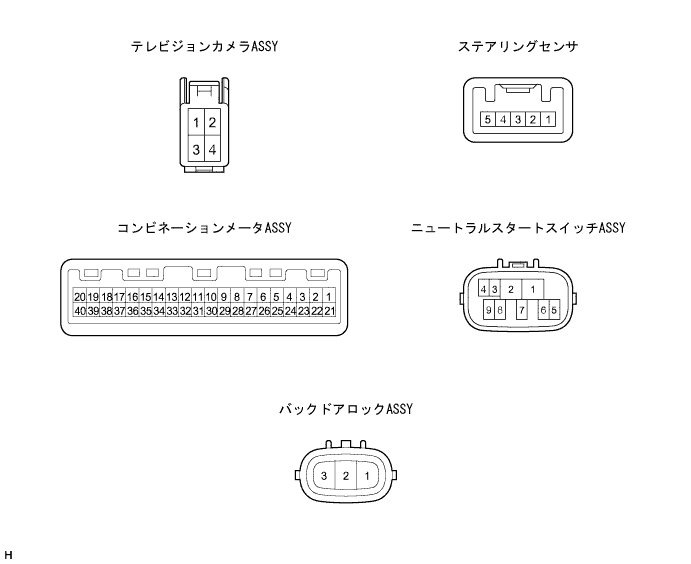 テレビジョンカメラASSY
ステアリングセンサ
1 2
3 4
5 4 3 2 1
コンビネーションメータASSY
ニュートラルスタートスイッチASSY
20 19 18 17 16 15 14 13 12 11 10 9 8 7 6 5 4 3 2 1
40 39 38 37 36 35 34 33 32 31 30 29 28 27 26 25 24 23 22 21
4 3 2 1
9 8 7 6 5
バックドアロックASSY
3 2 1
H